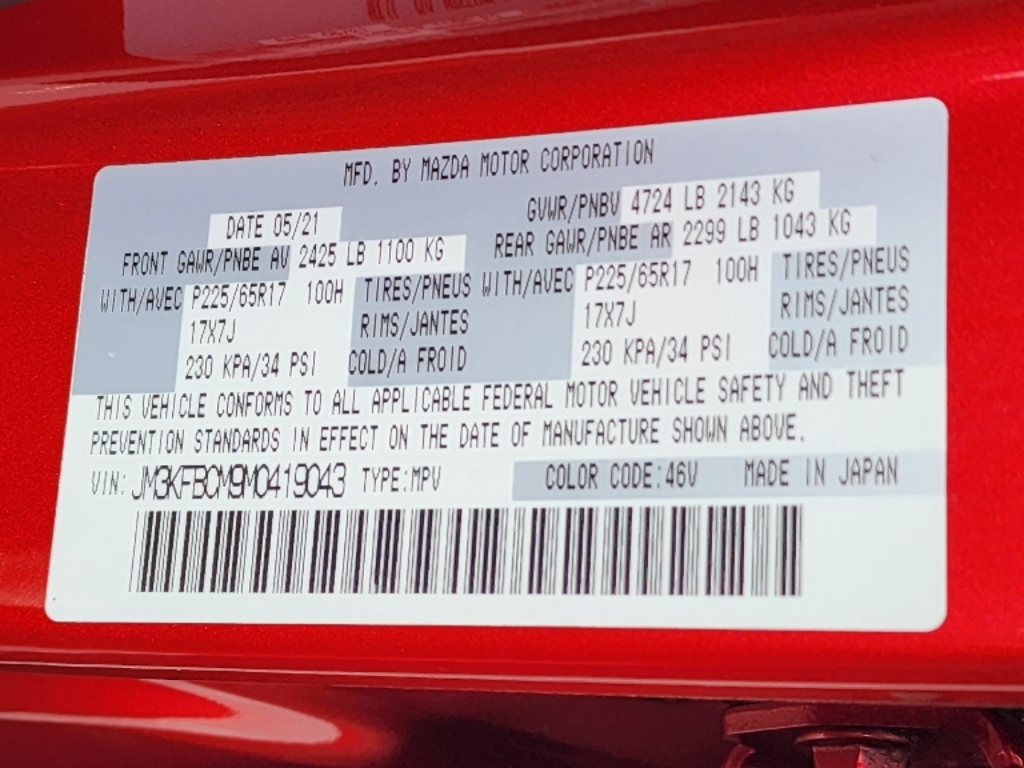 MFD. BY MAZDA MOTOR CORPORATION
DATE 05/21 GVWR/PNBV 4724 LB 2143 KG
FRONT GAWR/PNBE AV 2425 LB 1100 KG REAR GAWR/PNBE AR 2299 LB 1043 KG
WITH/AVEC P225/65R17 100H TIRES/PNEUS WITH/AVEC P225/65R17 100H TIRES/PNEUS
17X7J RIMS/JANTES 17X7J RIMS/JANTES
230 KPA/34 PSI COLD/A FROID 230 KPA/34 PSI COLD/A FROID
THIS VEHICLE CONFORMS TO ALL APPLICABLE FEDERAL MOTOR VEHICLE SAFETY AND THEFT
PREVENTION STANDARDS IN EFFECT ON THE DATE OF MANUFACTURE SHOWN ABOVE.
VIN: JM3KFBCM9M0419043 TYPE:MPV COLOR CODE:46V MADE IN JAPAN